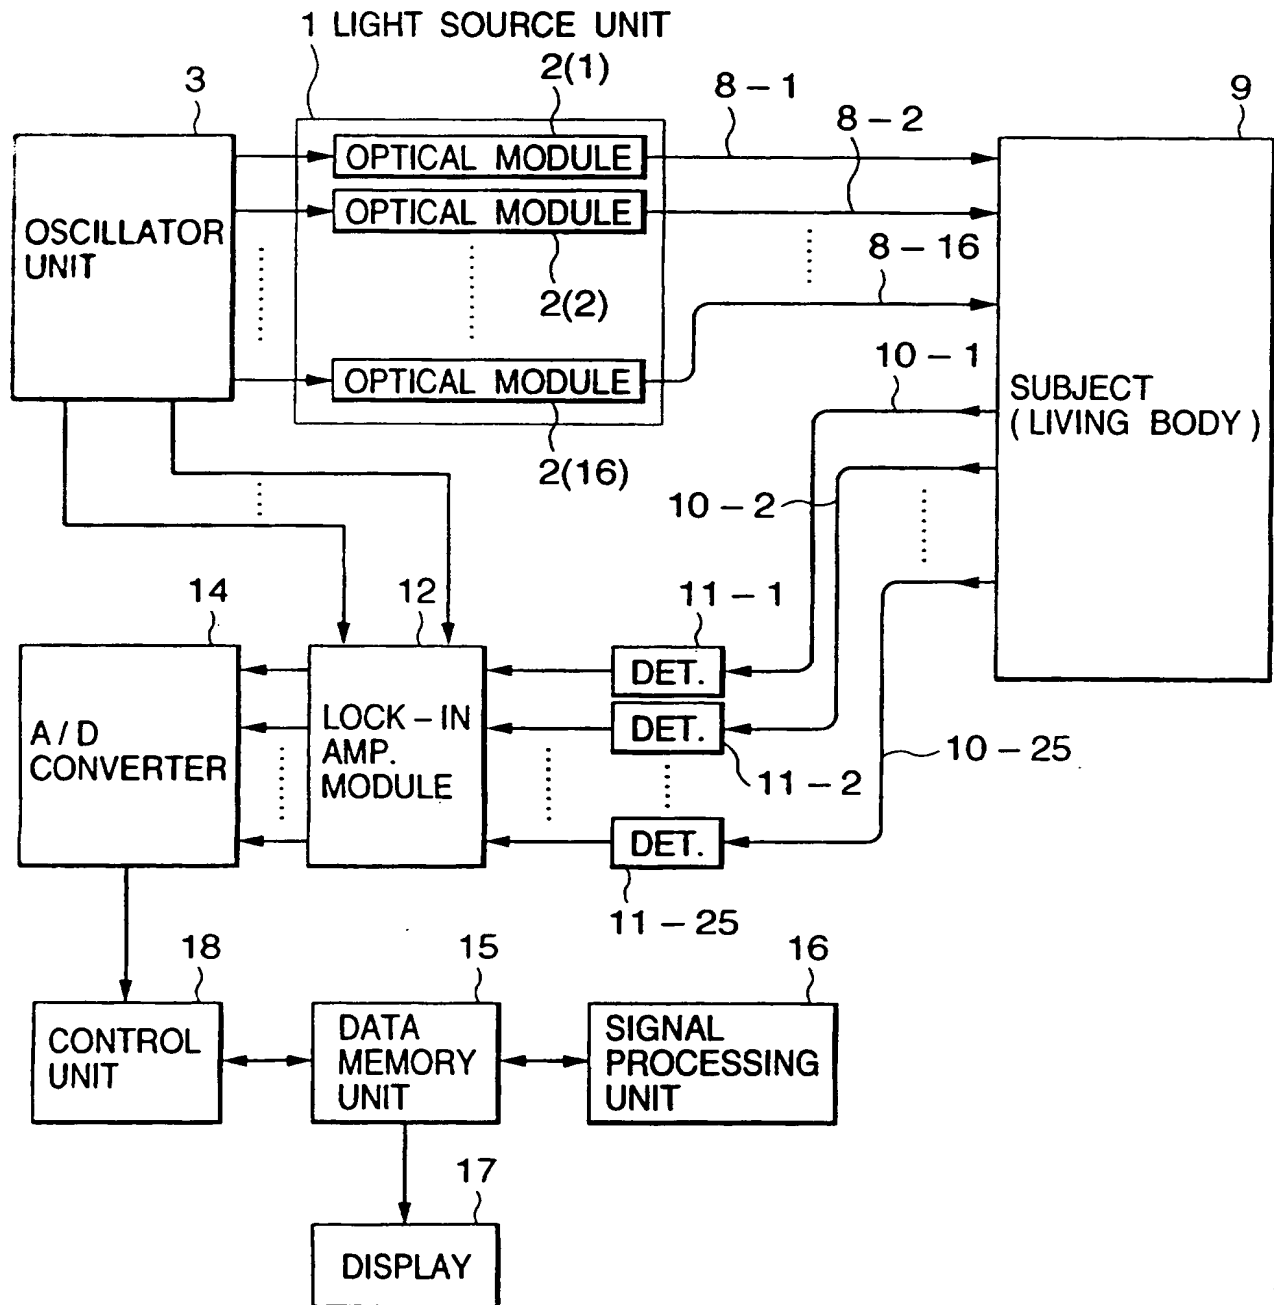 1 LIGHT SOURCE UNIT
2(1)
3
8-1
8-2
9
OPTICAL MODULE
OPTICAL MODULE
OSCILLATOR
UNIT
2(2)
8-16
10-1
OPTICAL MODULE
SUBJECT
(LIVING BODY)
2(16)
10-2
14
12
11-1
DET.
LOCK-IN
AMP.
MODULE
DET.
A/D
CONVERTER
10-25
11-2
DET.
11-25
18
15
16
CONTROL
UNIT
DATA
MEMORY
UNIT
SIGNAL
PROCESSING
UNIT
17
DISPLAY